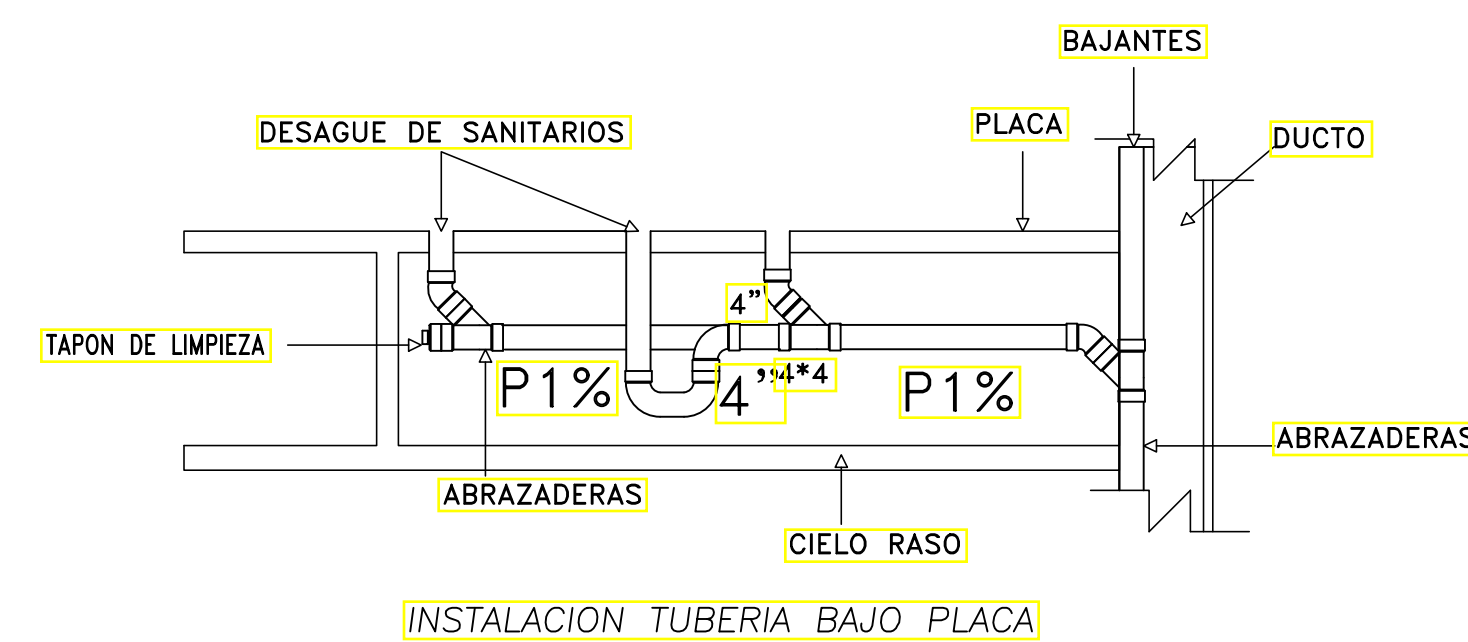 BAJANTES
DESAGUE DE SANITARIOS
PLACA
DUCTO
4"
TAPON DE LIMPIEZA
P1%
4"
4*4
P1%
ABRAZADERAS
ABRAZADERAS
CIELO RASO
INSTALACION TUBERIA BAJO PLACA